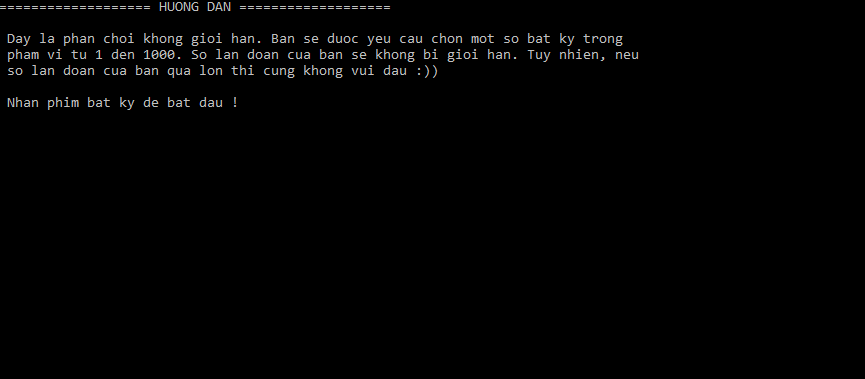 =================== HUONG DAN ===================
Day la phan choi khong gioi han. Ban se duoc yeu cau chon mot so bat ky trong
pham vi tu 1 den 1000. So lan doan cua ban se khong bi gioi han. Tuy nhien, neu
so lan doan cua ban qua lon thi cung khong vui dau :))
Nhan phim bat ky de bat dau !